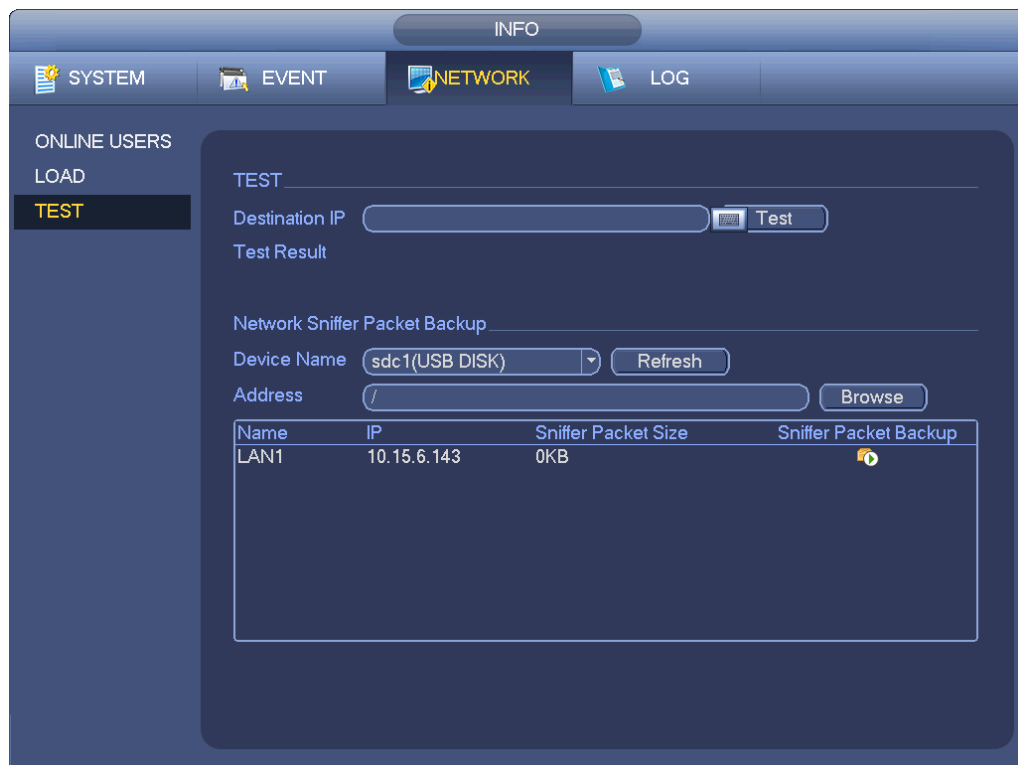 INFO
SYSTEM EVENT NETWORK LOG
ONLINE USERS
LOAD
TEST
TEST
Destination IP Test
Test Result
Network Sniffer Packet Backup
Device Name sdc1(USB DISK) Refresh
Address / Browse
Name IP Sniffer Packet Size Sniffer Packet Backup
LAN1 10.15.6.143 0KB